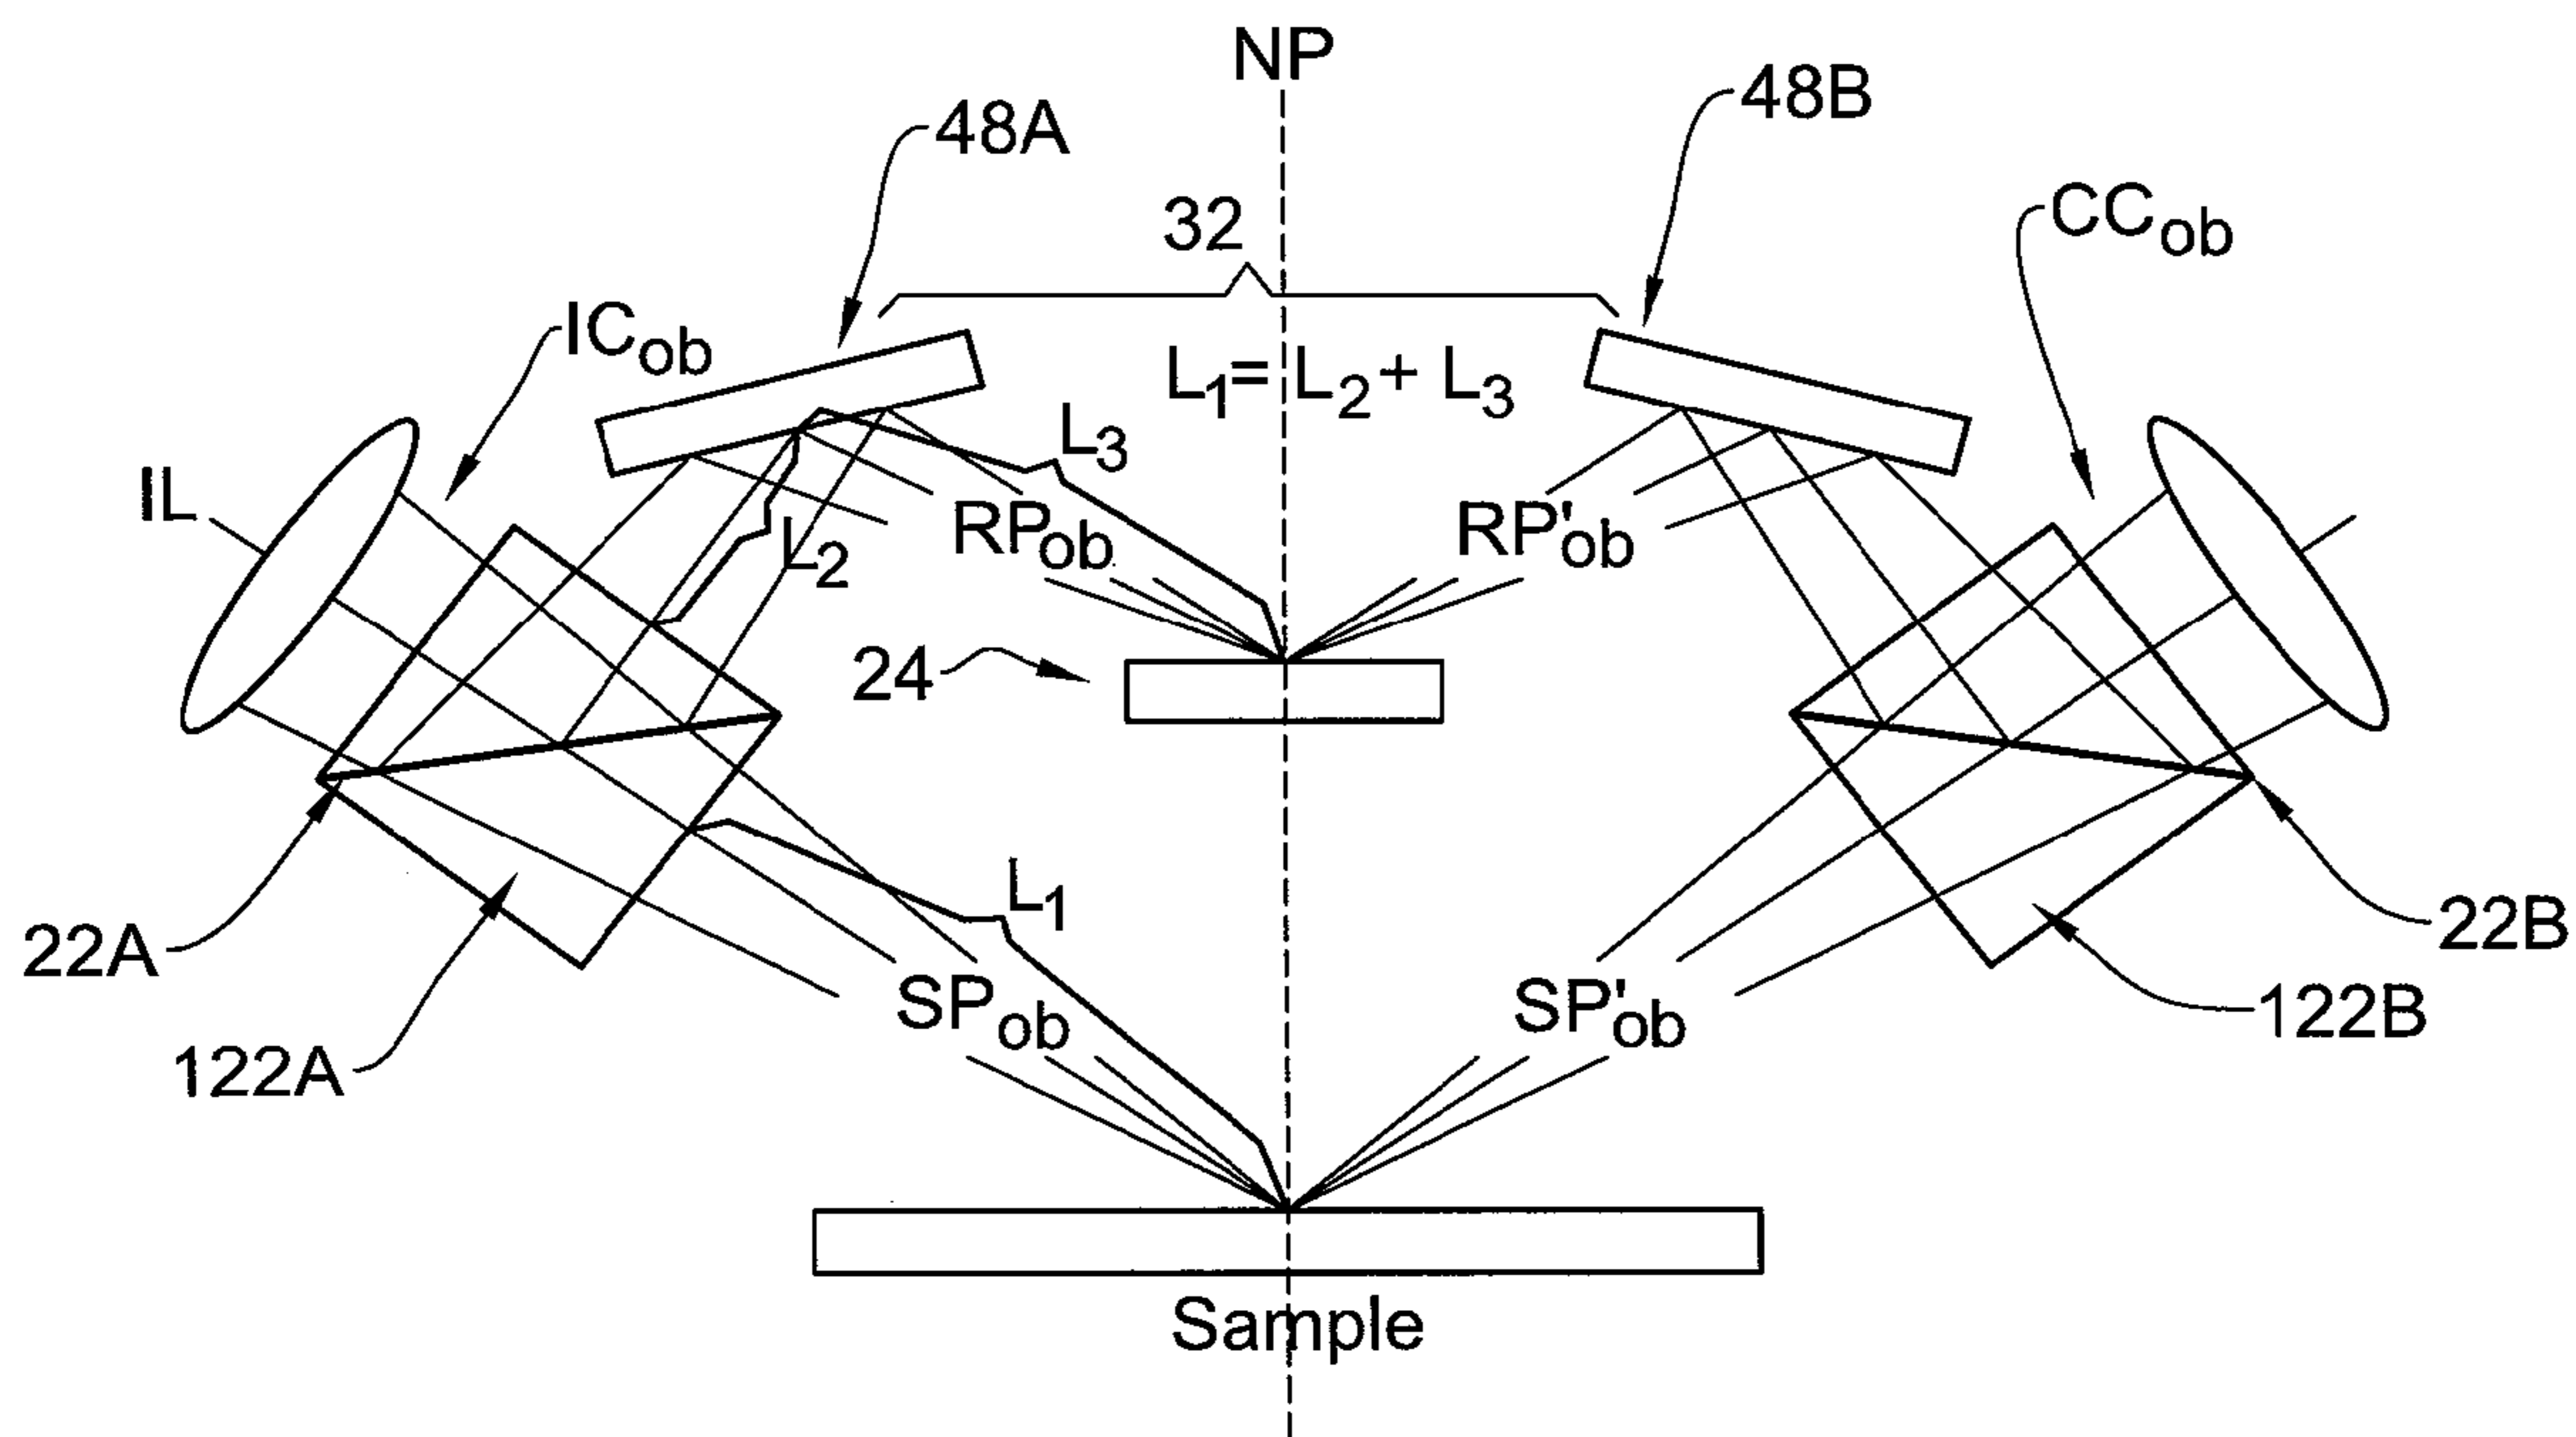 NP
48A
48B
32
CCob
ICob
L1= L2 + L3
L3
IL
RPob
RP'ob
L2
24
L1
22A
22B
SPob
SP'ob
122A
122B
Sample